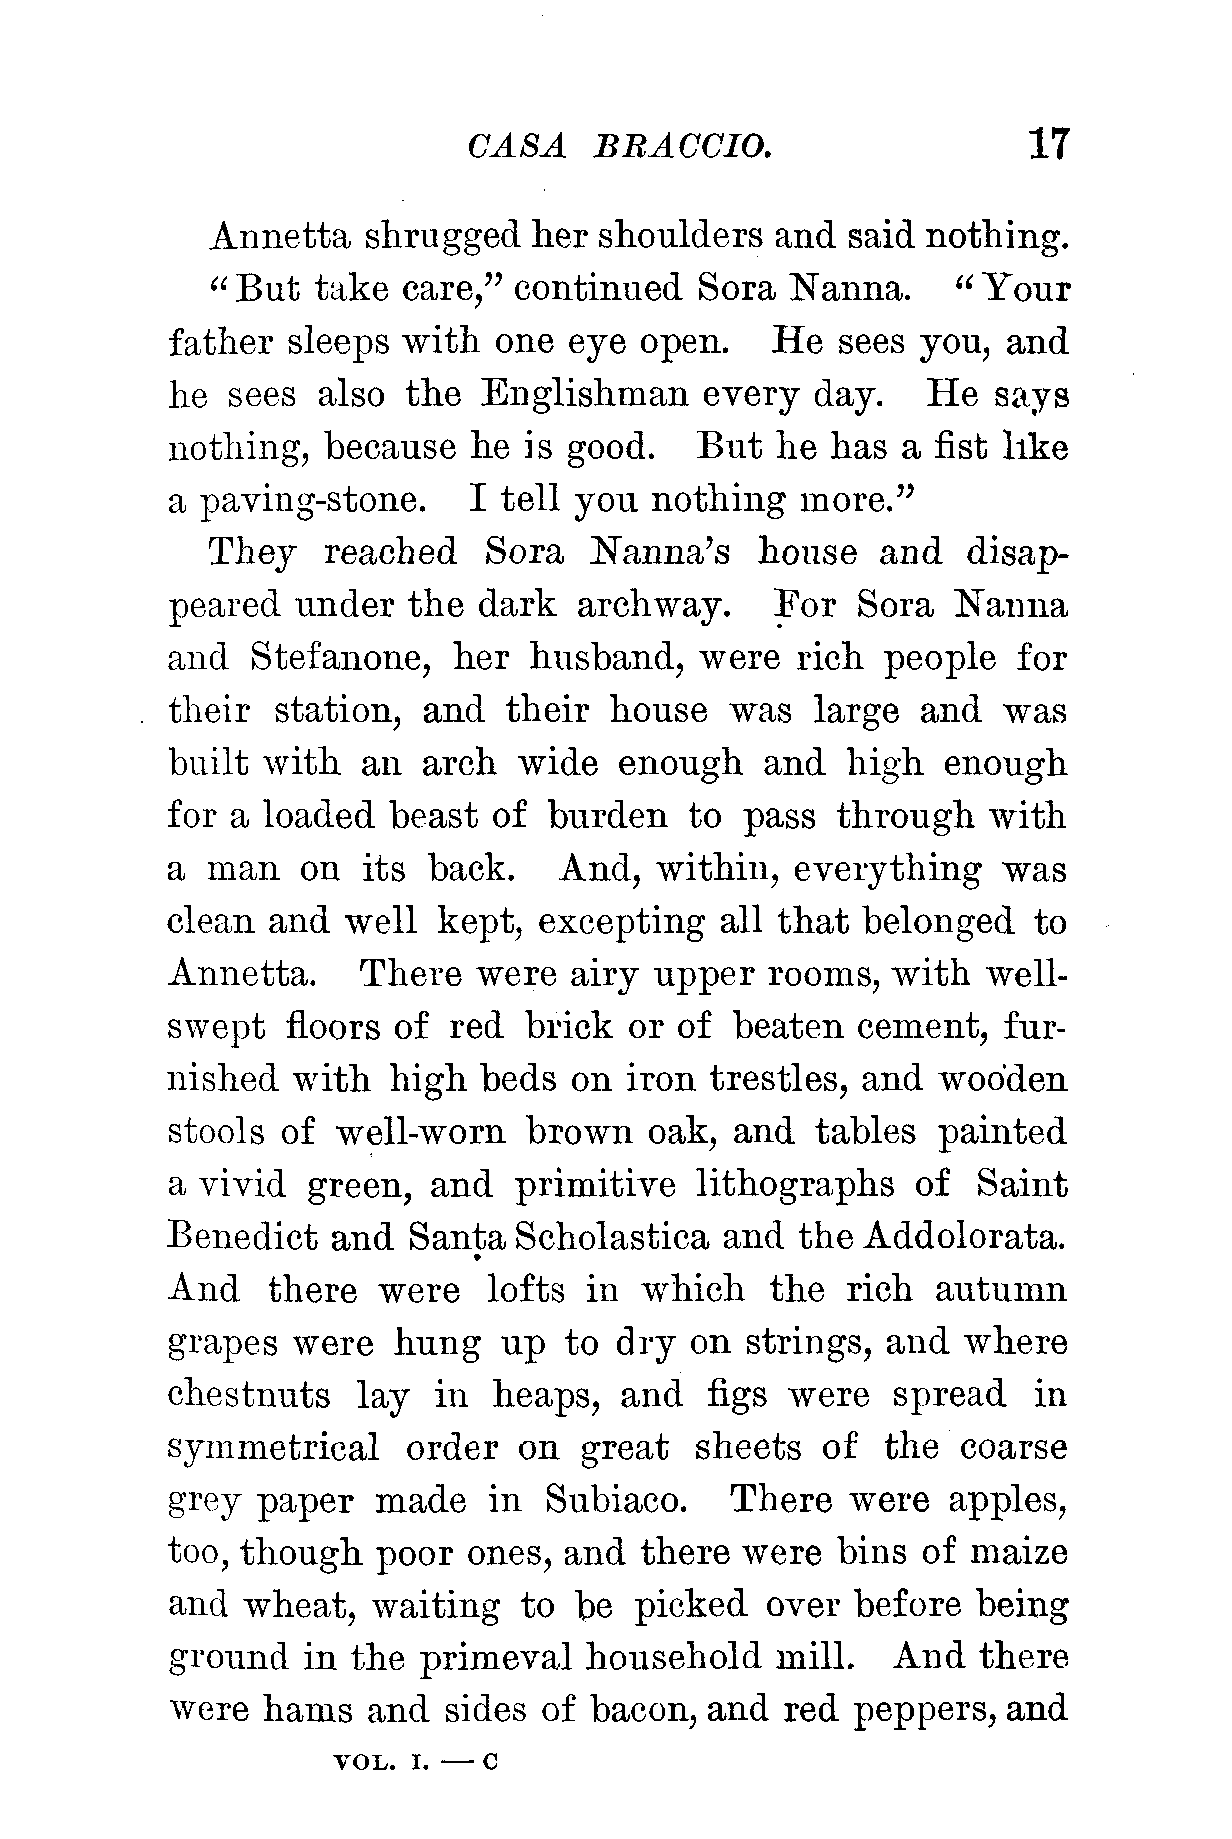 CASA BRACCIO. 17
Annetta shrugged her shoulders and said nothing.
“But take care,” continued Sora Nanna. “Your
father sleeps with one eye open. He sees you, and
he sees also the Englishman every day. He says
nothing, because he is good. But he has a fist like
a paving-stone. I tell you nothing more.”
They reached Sora Nanna’s house and disap-
peared under the dark archway. For Sora Nanna
and Stefanone, her husband, were rich people for
their station, and their house was large and was
built with an arch wide enough and high enough
for a loaded beast of burden to pass through with
a man on its back. And, within, everything was
clean and well kept, excepting all that belonged to
Annetta. There were airy upper rooms, with well-
swept floors of red brick or of beaten cement, fur-
nished with high beds on iron trestles, and wooden
stools of well-worn brown oak, and tables painted
a vivid green, and primitive lithographs of Saint
Benedict and Santa Scholastica and the Addolorata.
And there were lofts in which the rich autumn
grapes were hung up to dry on strings, and where
chestnuts lay in heaps, and figs were spread in
symmetrical order on great sheets of the coarse
grey paper made in Subiaco. There were apples,
too, though poor ones, and there were bins of maize
and wheat, waiting to be picked over before being
ground in the primeval household mill. And there
were hams and sides of bacon, and red peppers, and
VOL. I. — C